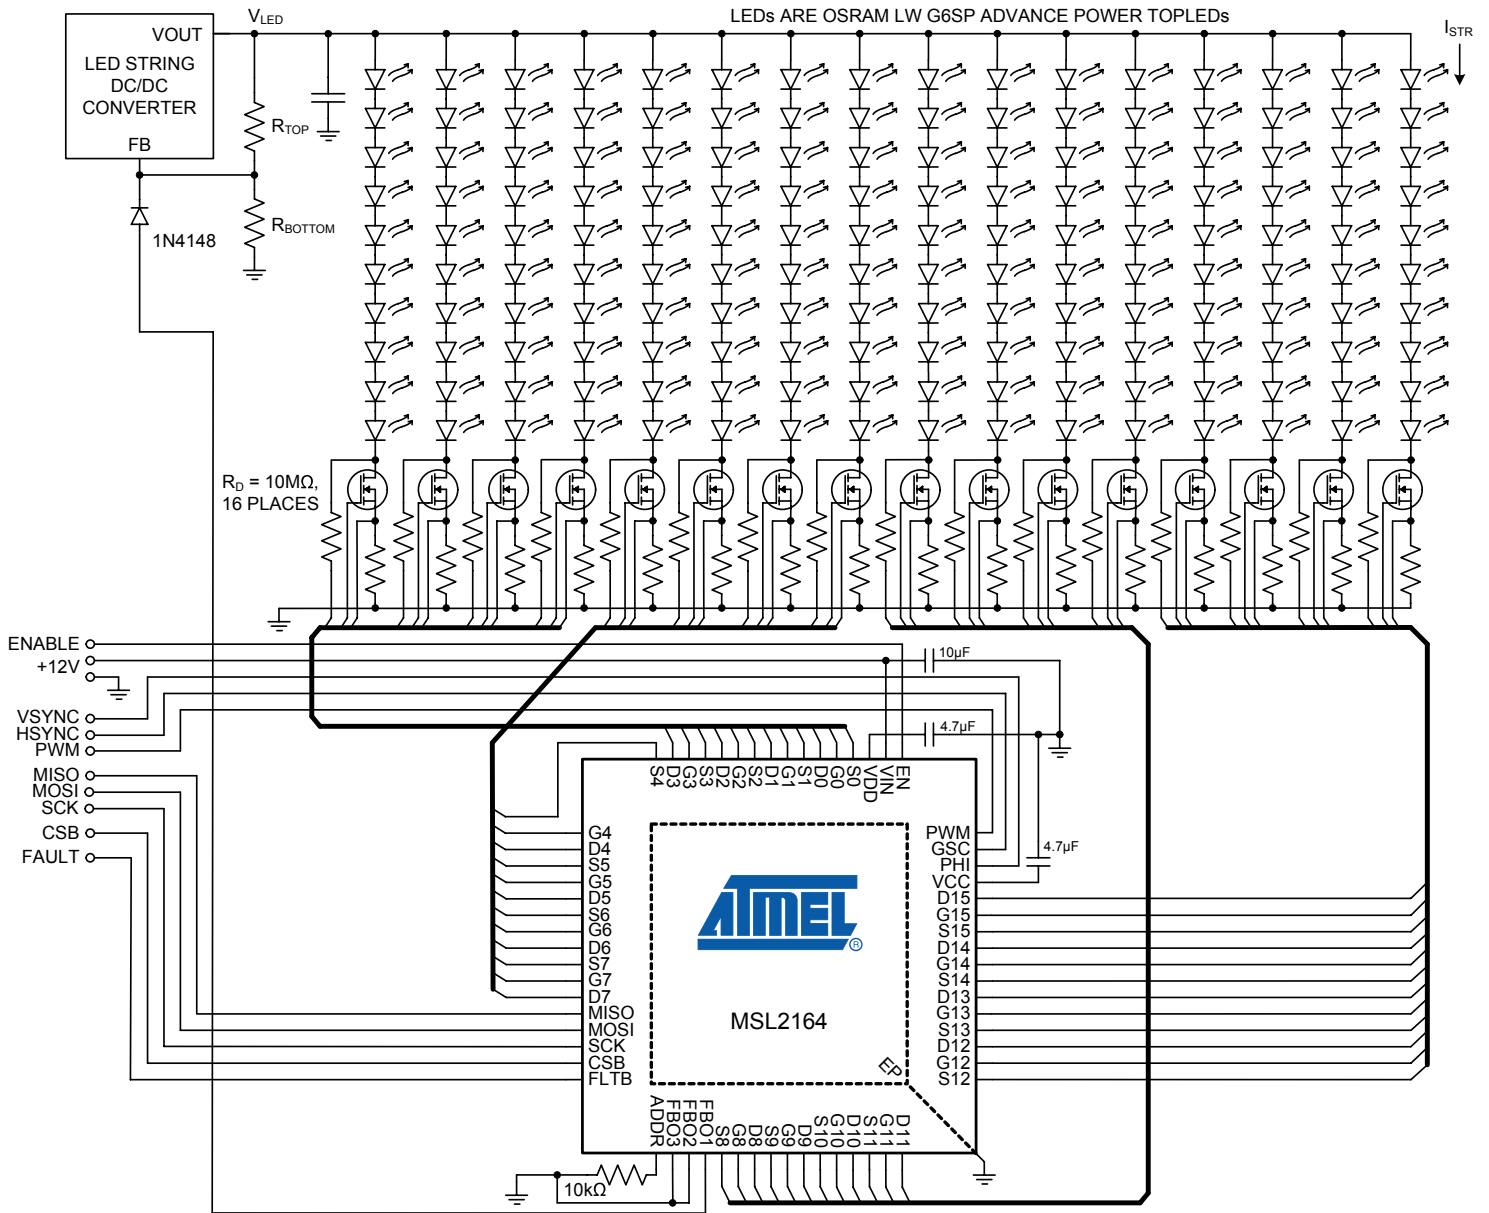 V_LED
LEDs ARE OSRAM LW G6SP ADVANCE POWER TOPLEDs
I_STR
VOUT
LED STRING
DC/DC
CONVERTER
FB
R_TOP
R_BOTTOM
1N4148
R_D = 10MΩ,
16 PLACES
ENABLE
+12V
VSYNC
HSYNC
PWM
MISO
MOSI
SCK
CSB
FAULT
10µF
4.7µF
4.7µF
S4
D3
G3
S3
D2
G2
S2
D1
G1
S1
D0
G0
S0
VDD
VIN
EN
G4
D4
S5
G5
D5
S6
G6
D6
S7
G7
D7
MISO
MOSI
SCK
CSB
FLTB
PWM
GSC
PHI
VCC
D15
G15
S15
D14
G14
S14
D13
G13
S13
D12
G12
S12
ATMEL
®
MSL2164
EP
ADDR
FBO3
FBO2
FBO1
S8
G8
D8
S9
G9
D9
S10
G10
D10
S11
G11
D11
10kΩ